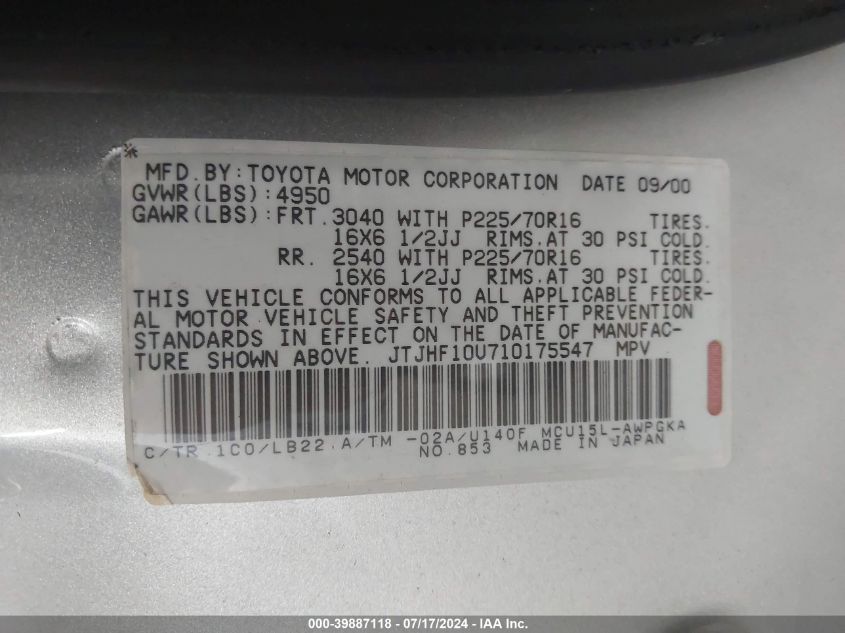 MFD.BY:TOYOTA MOTOR CORPORATION DATE 09/00
GVWR(LBS):4950
GAWR(LBS):FRT.3040 WITH P225/70R16 TIRES.
16X6 1/2JJ RIMS.AT 30 PSI COLD.
RR. 2540 WITH P225/70R16 TIRES.
16X6 1/2JJ RIMS.AT 30 PSI COLD.
THIS VEHICLE CONFORMS TO ALL APPLICABLE FEDER-
AL MOTOR VEHICLE SAFETY AND THEFT PREVENTION
STANDARDS IN EFFECT ON THE DATE OF MANUFAC-
TURE SHOWN ABOVE. JTJHF10U710175547 MPV
C/TR.1C0/LB22.A/TM -02A/U140F MCU15L-AWPGKA
NO.853 MADE IN JAPAN
000-39887118 - 07/17/2024 - IAA Inc.